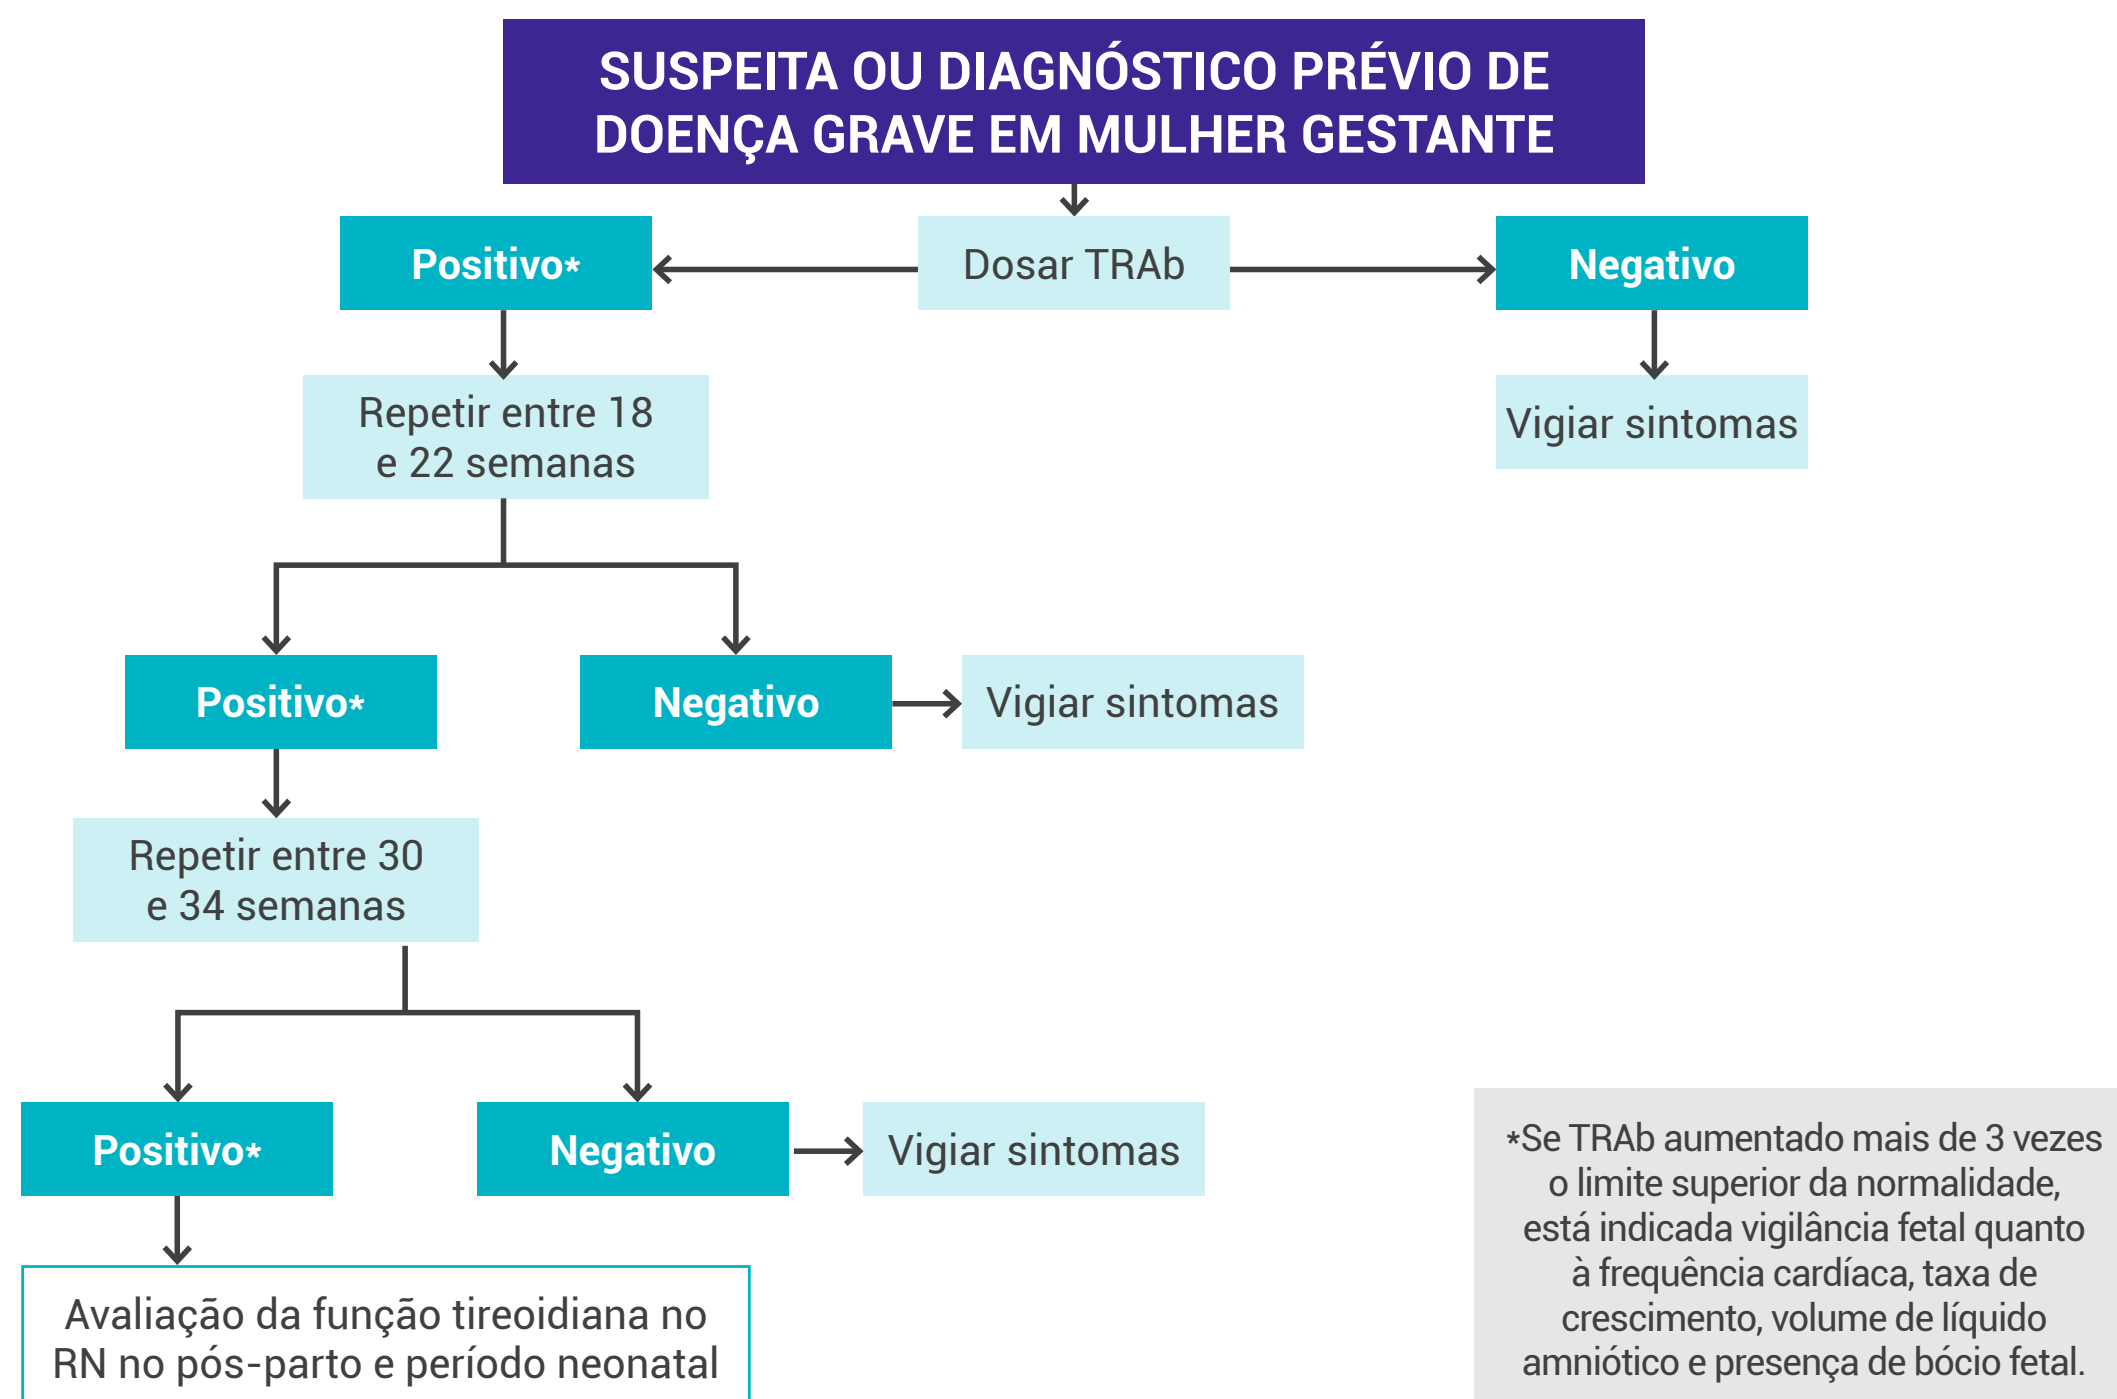 SUSPEITA OU DIAGNÓSTICO PRÉVIO DE
DOENÇA GRAVE EM MULHER GESTANTE
Positivo*
Dosar TRAb
Negativo
Repetir entre 18
e 22 semanas
Vigiar sintomas
Positivo*
Negativo
Vigiar sintomas
Repetir entre 30
e 34 semanas
Positivo*
Negativo
Vigiar sintomas
Avaliação da função tireoidiana no
RN no pós-parto e período neonatal
*Se TRAb aumentado mais de 3 vezes
o limite superior da normalidade,
está indicada vigilância fetal quanto
à frequência cardíaca, taxa de
crescimento, volume de líquido
amniótico e presença de bócio fetal.